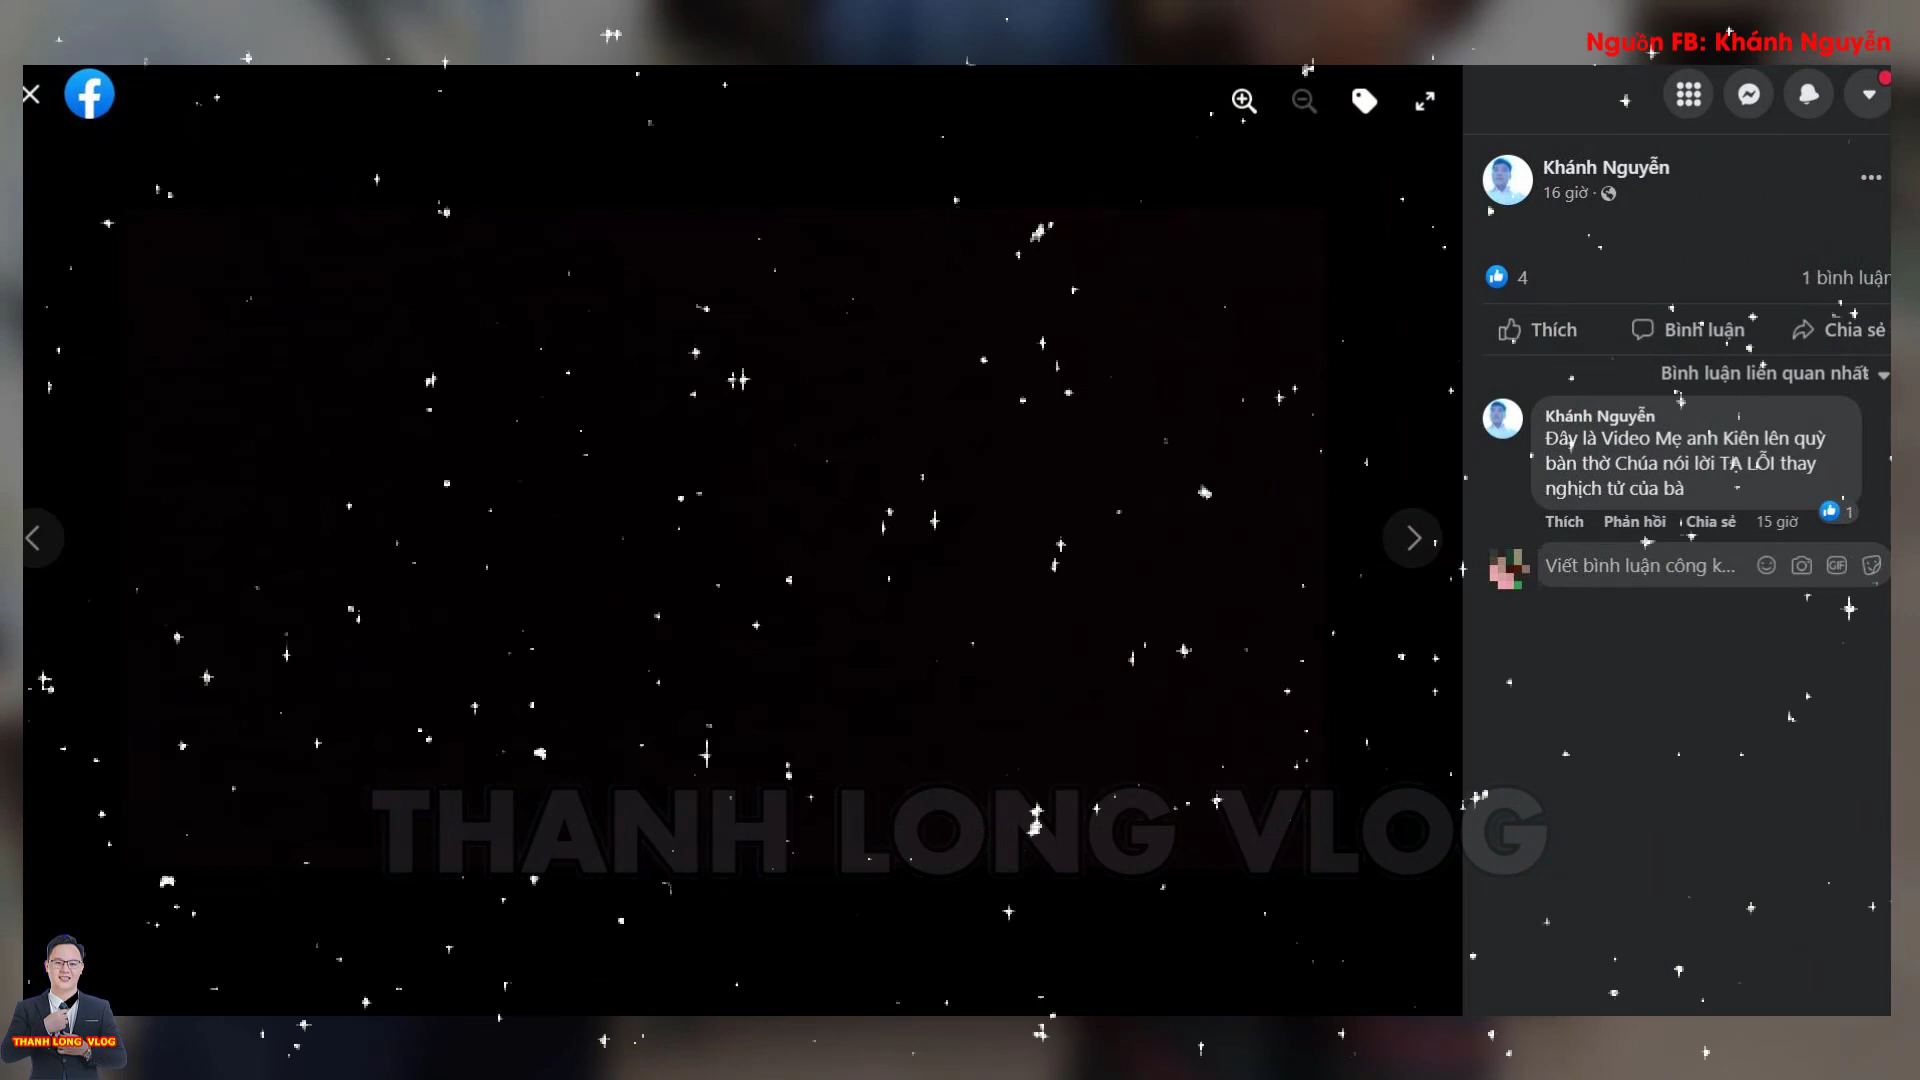 Nguồn FB: Khánh Nguyễn
Khánh Nguyễn
16 giờ ·
4
1 bình luận
Thích
Bình luận
Chia sẻ
Bình luận liên quan nhất
Khánh Nguyễn
Đây là Video Mẹ anh Kiên lên quỳ
bàn thờ Chúa nói lời TẠ LỖI thay
nghịch tử của bà
1
Thích Phản hồi Chia sẻ 15 giờ
Viết bình luận công k...
GIF
THANH LONG VLOG
THANH LONG VLOG